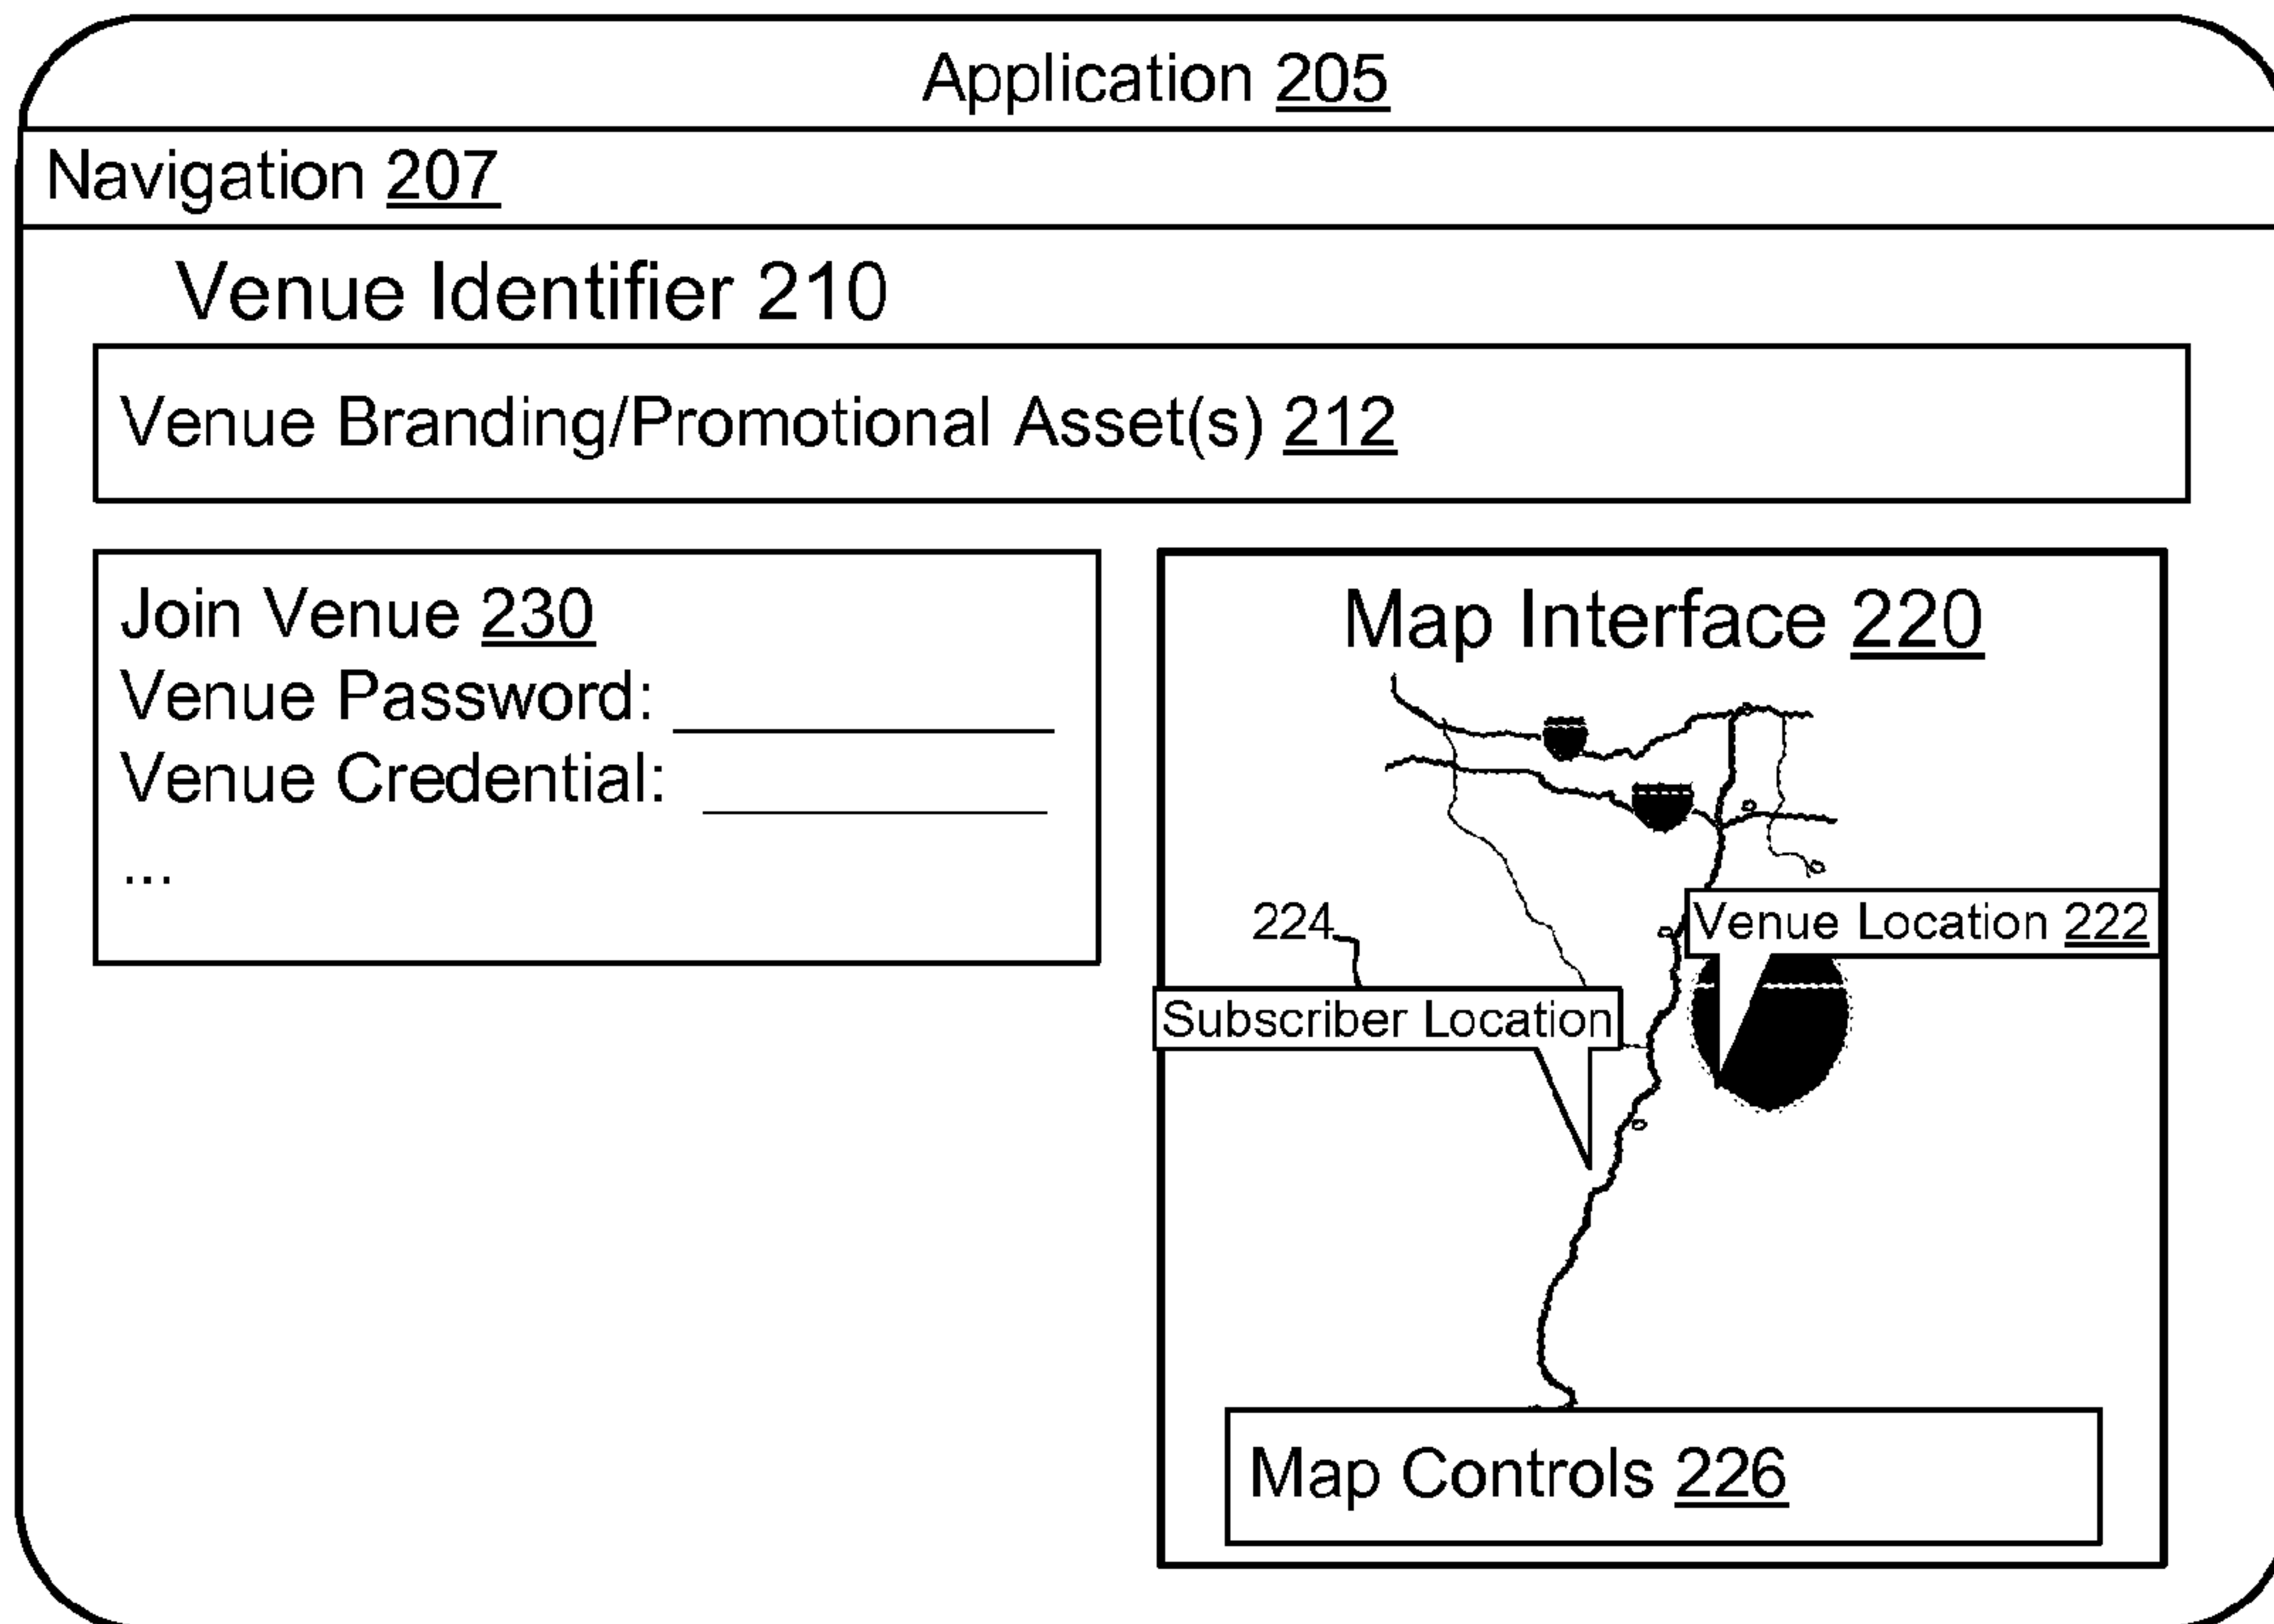 Application 205
Navigation 207
Venue Identifier 210
Venue Branding/Promotional Asset(s) 212
Join Venue 230
Venue Password:
Venue Credential:
...
Map Interface 220
Venue Location 222
224
Subscriber Location
Map Controls 226